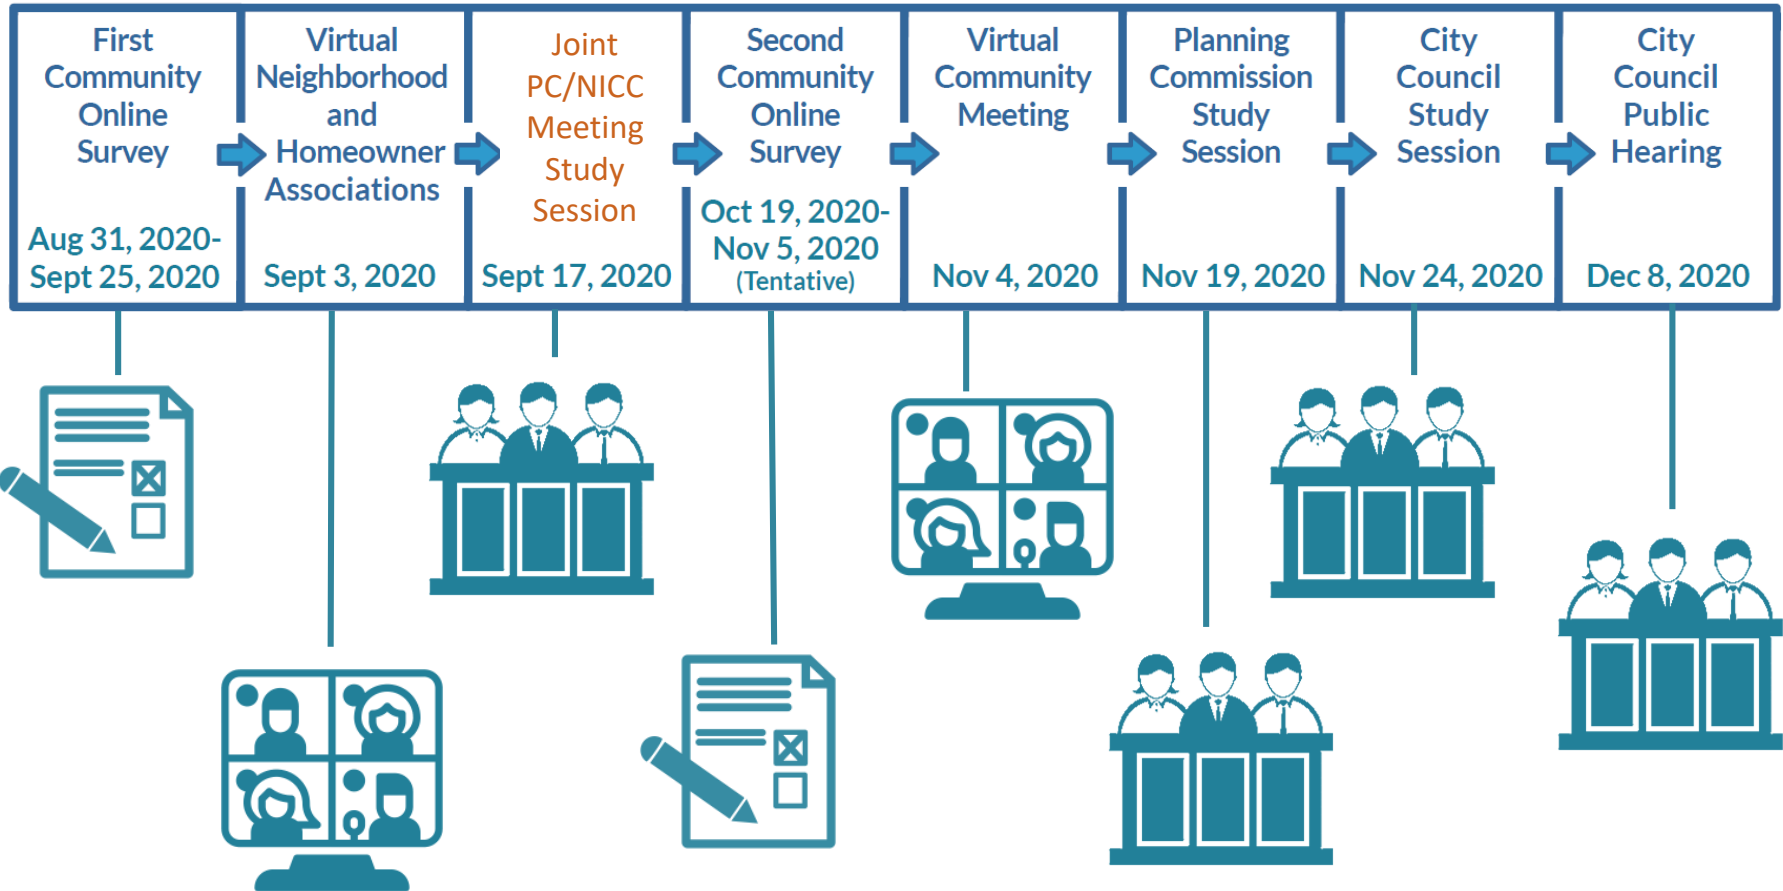 First
Community
Online
Survey
Aug 31, 2020-
Sept 25, 2020
Virtual
Neighborhood
and
Homeowner
Associations
Sept 3, 2020
Joint
PC/NICC
Meeting
Study
Session
Sept 17, 2020
Second
Community
Online
Survey
Oct 19, 2020-
Nov 5, 2020
(Tentative)
Virtual
Community
Meeting
Nov 4, 2020
Planning
Commission
Study
Session
Nov 19, 2020
City
Council
Study
Session
Nov 24, 2020
City
Council
Public
Hearing
Dec 8, 2020